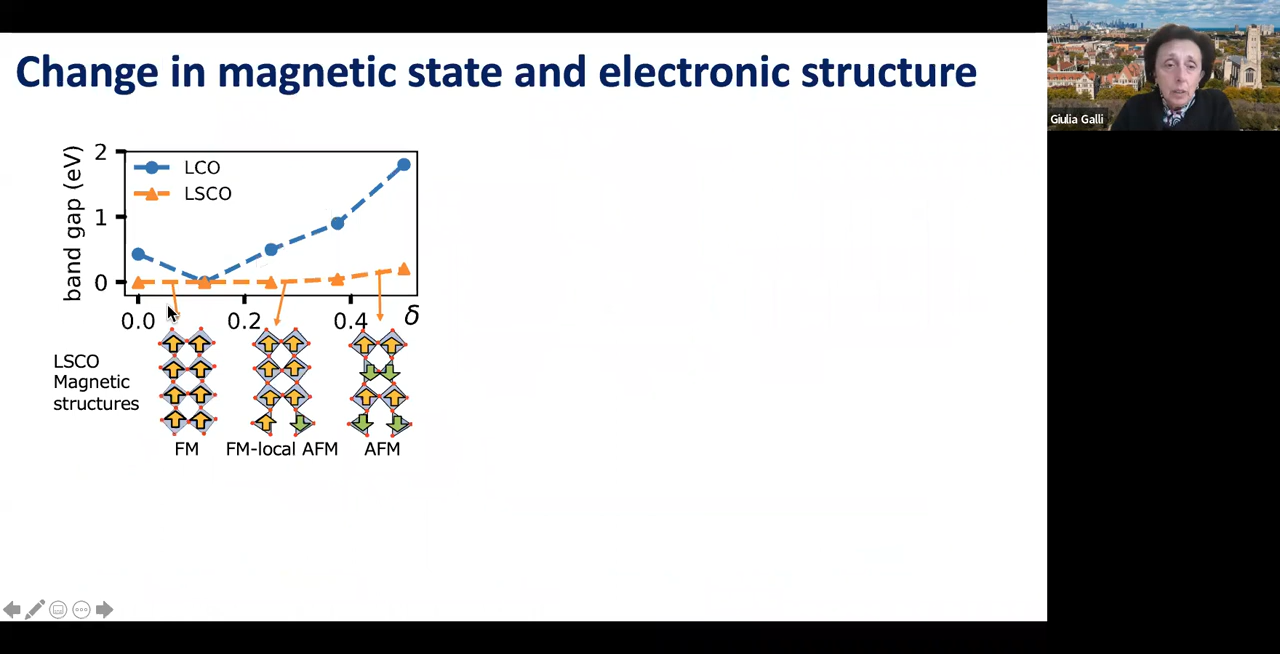 Change in magnetic state and electronic structure
Giulia Galli
band gap (eV)
2
1
0
LCO
LSCO
0.0
0.2
0.4
δ
LSCO
Magnetic
structures
FM
FM-local AFM
AFM